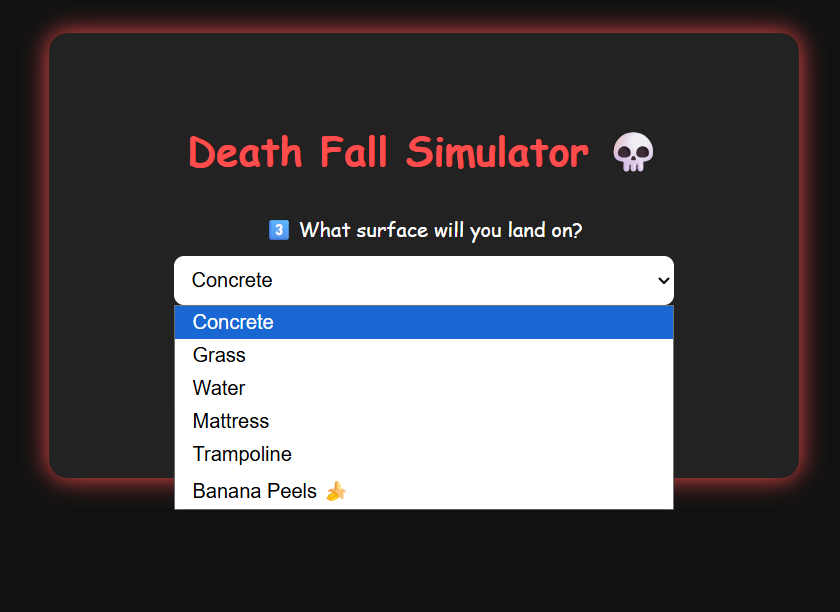 Death Fall Simulator 💀
3️⃣ What surface will you land on?
Concrete
Concrete
Grass
Water
Mattress
Trampoline
Banana Peels 🍌